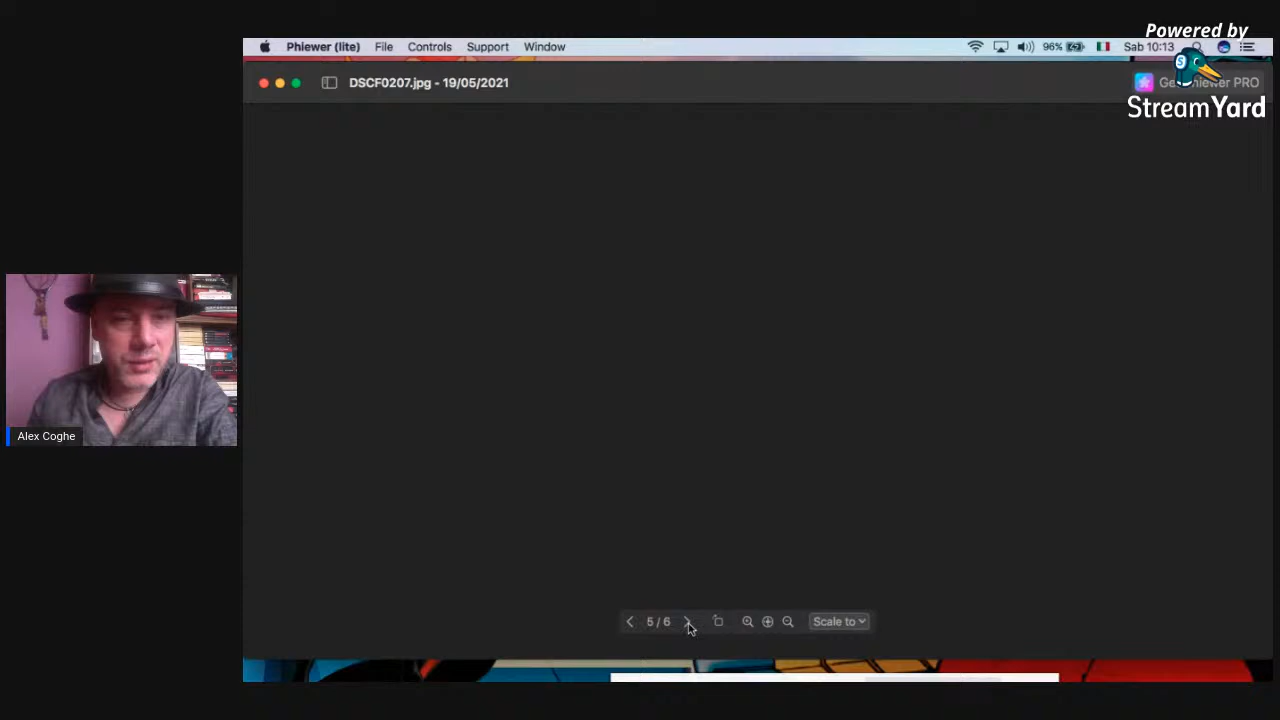 Powered by
StreamYard
Phiewer (lite) File Controls Support Window 96% Sab 10:13
DSCF0207.jpg - 19/05/2021
PRO
Alex Coghe
5 / 6
Scale to